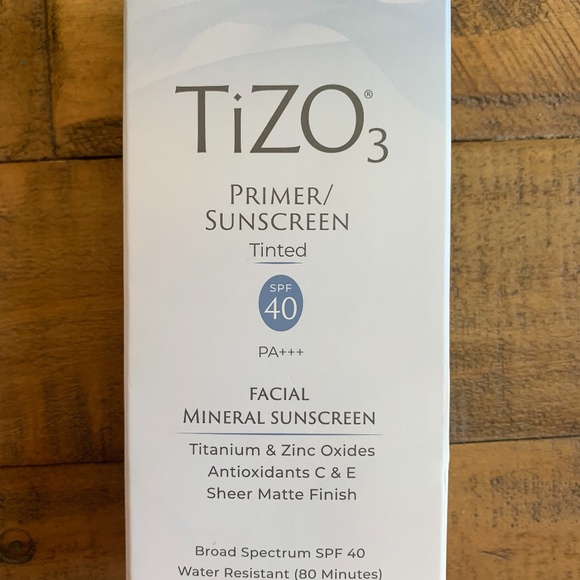 TiZO®3
PRIMER/
SUNSCREEN
Tinted
SPF
40
PA+++
FACIAL
MINERAL SUNSCREEN
Titanium & Zinc Oxides
Antioxidants C & E
Sheer Matte Finish
Broad Spectrum SPF 40
Water Resistant (80 Minutes)